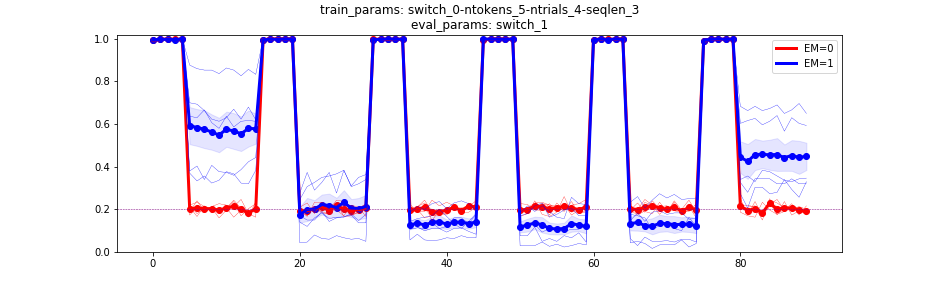 train_params: switch_0-ntokens_5-ntrials_4-seqlen_3
eval_params: switch_1
1.0
0.8
0.6
0.4
0.2
0.0
0 20 40 60 80
EM=0
EM=1